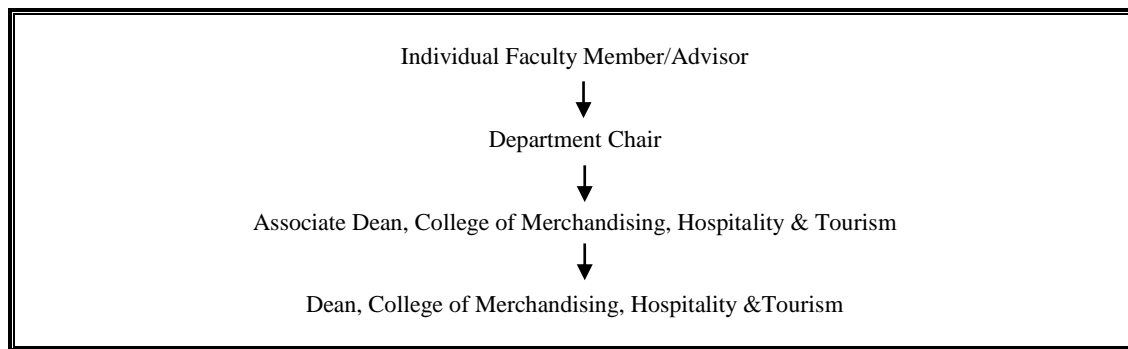 Individual Faculty Member/Advisor
Department Chair
Associate Dean, College of Merchandising, Hospitality & Tourism
Dean, College of Merchandising, Hospitality &Tourism